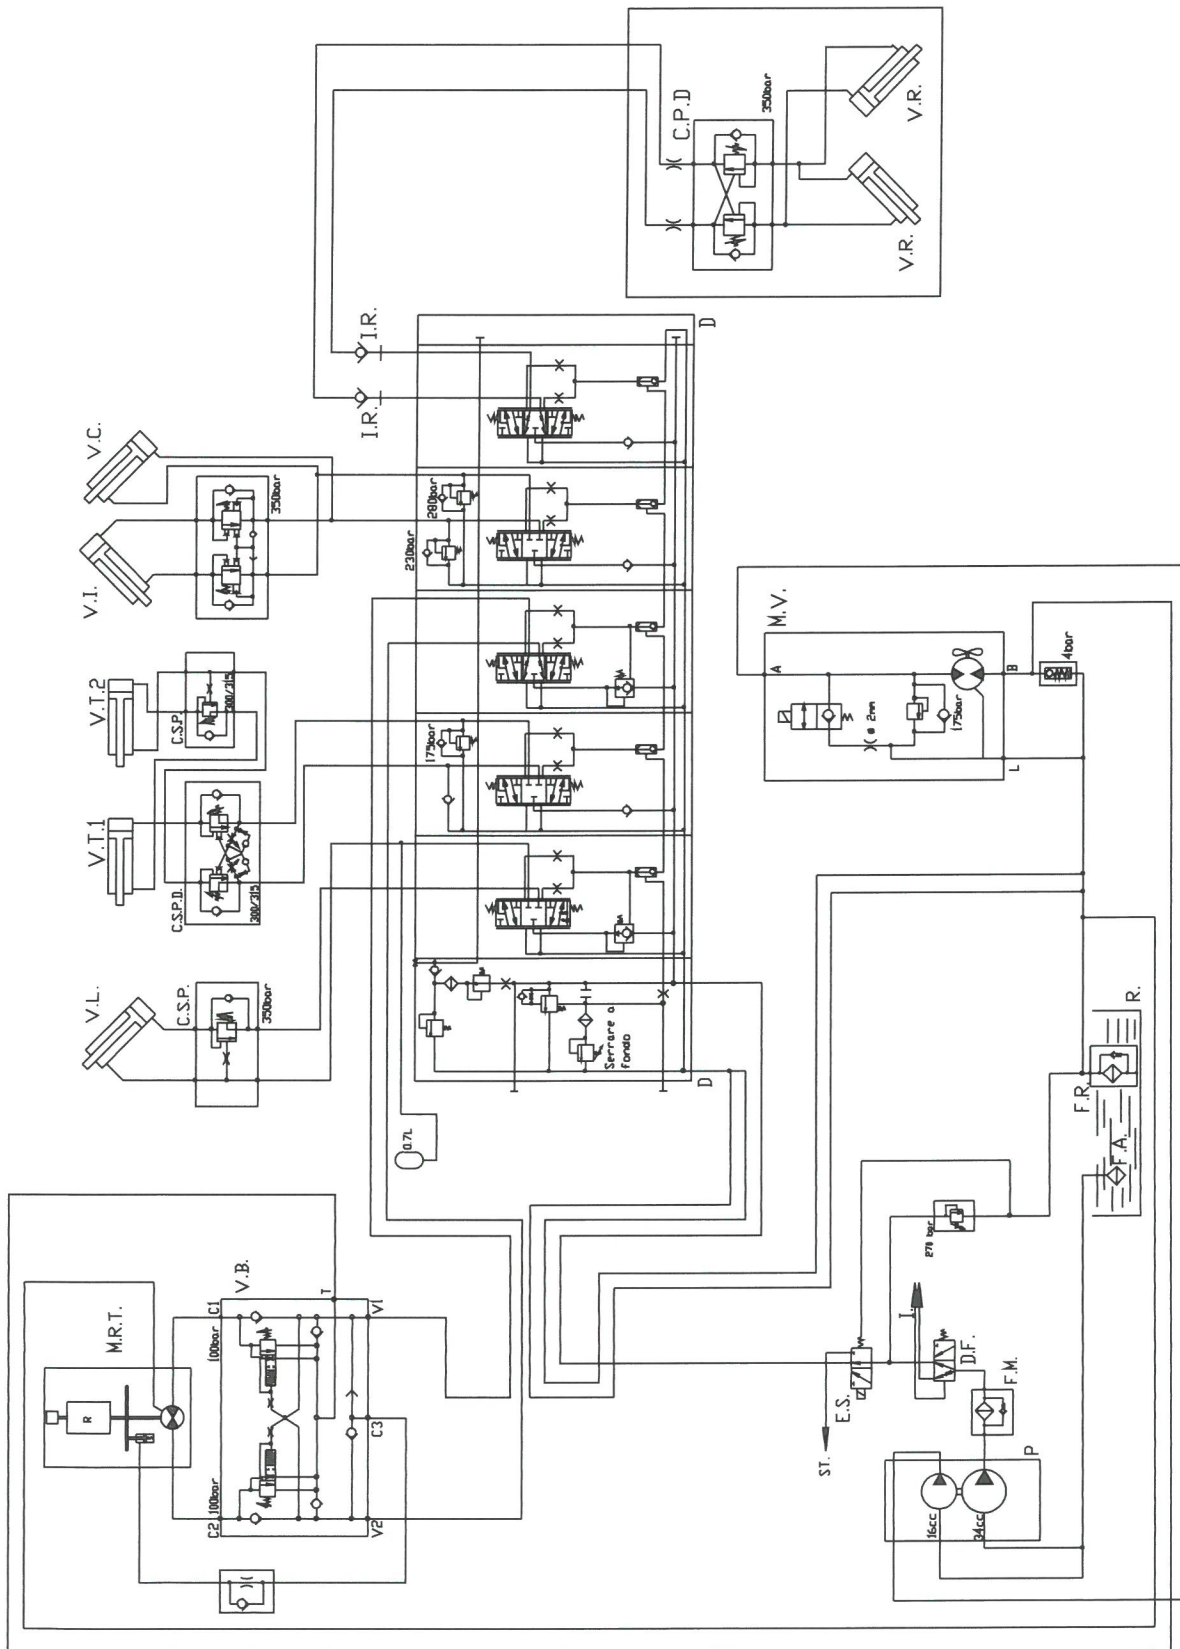 C.P.D
350bar
V.R.
V.R.
I.R.
I.R.
D
V.C.
V.I.
350bar
280bar
230bar
V.T.2
C.S.P.
300/315
V.T.1
C.S.P.D.
300/315
175bar
V.L.
C.S.P.
350bar
Serrare a
fondo
D
0.7L
M.V.
A
ø 2mm
175bar
B
4bar
L
R.
F.R.
F.A.
270 bar
M.R.T.
R
V.B.
C1
100bar
T
V1
C3
C2
100bar
V2
I.
D.F.
E.S.
ST.
F.M.
P
16cc
34cc